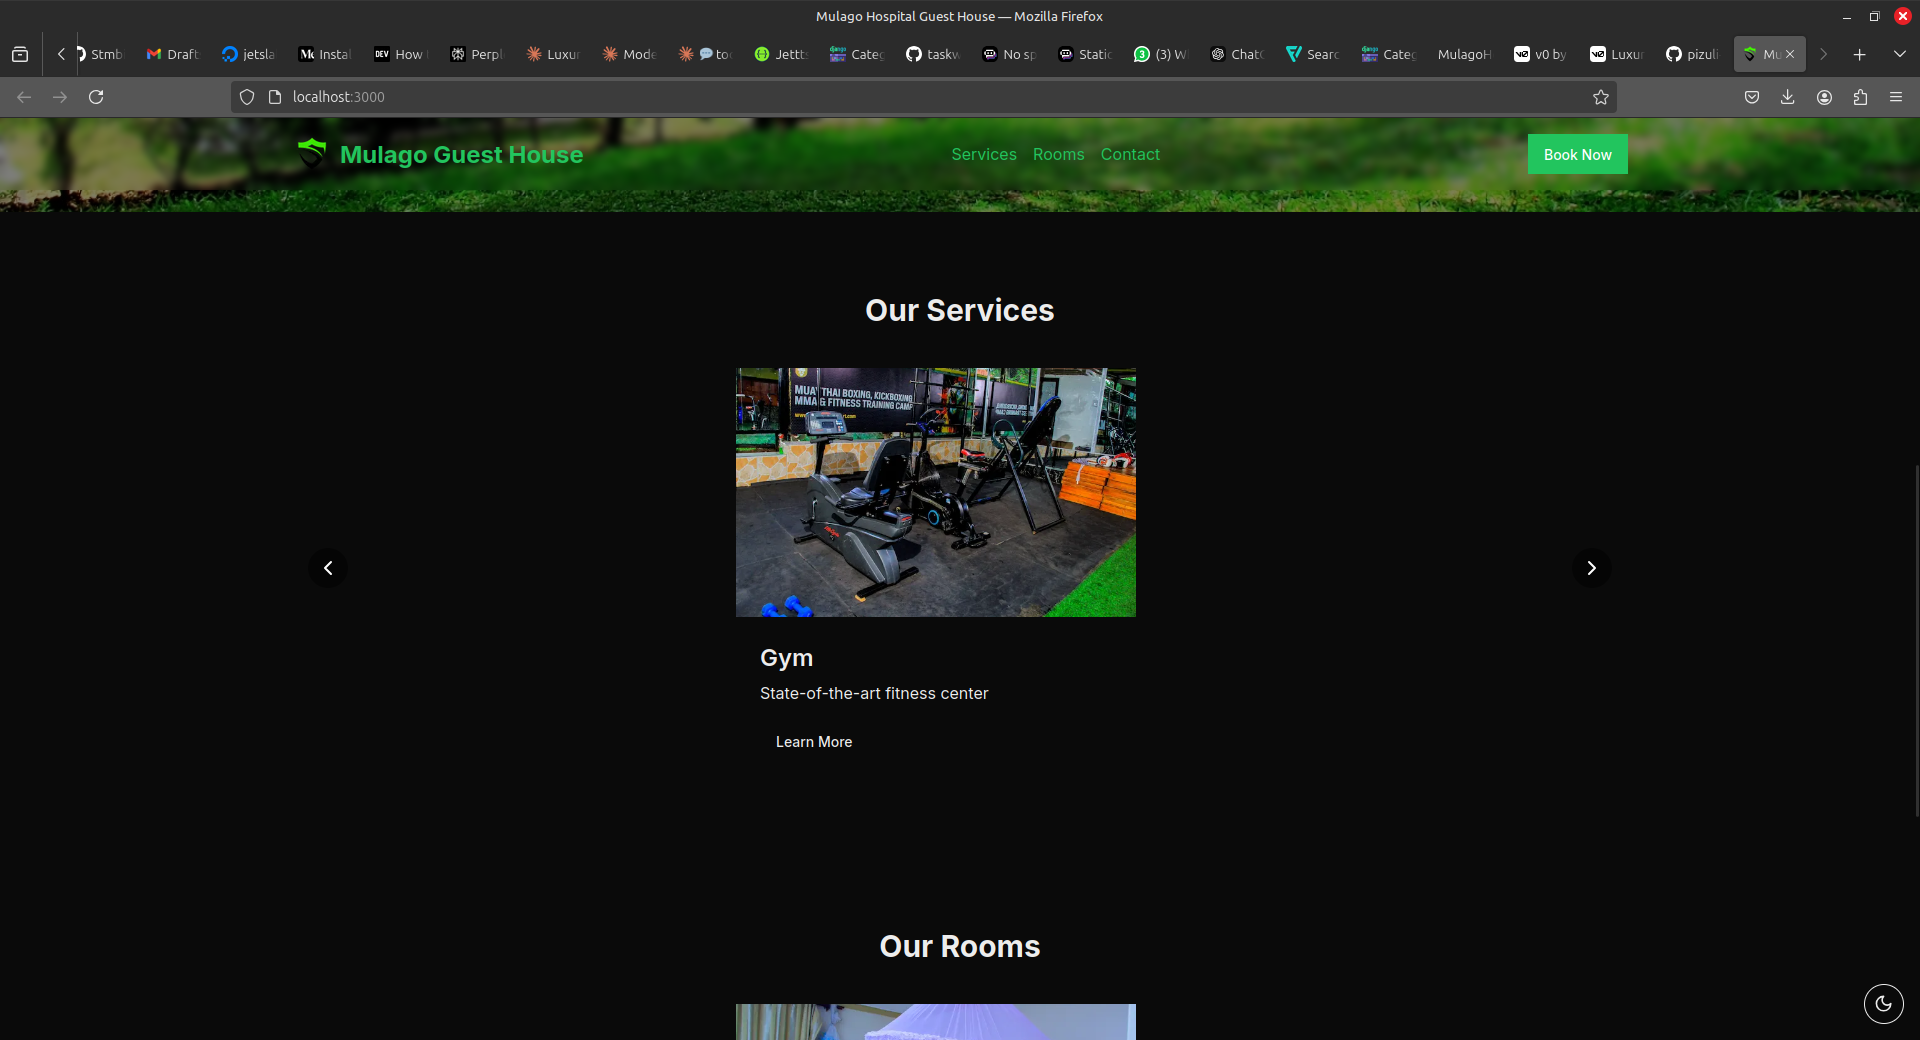 Mulago Hospital Guest House — Mozilla Firefox
Stmb
Draft
jetsla
Instal
DEV
How
Perpl
Luxur
Mode
too
Jettt
Categ
taskw
No sp
Static
(3) W
ChatG
Searc
Categ
MulagoH
v0 by
Luxur
pizuli
Mu
localhost:3000
Mulago Guest House
Services
Rooms
Contact
Book Now
Our Services
MUAY THAI BOXING, KICKBOXING
MMA & FITNESS TRAINING CAMP
Gym
State-of-the-art fitness center
Learn More
Our Rooms